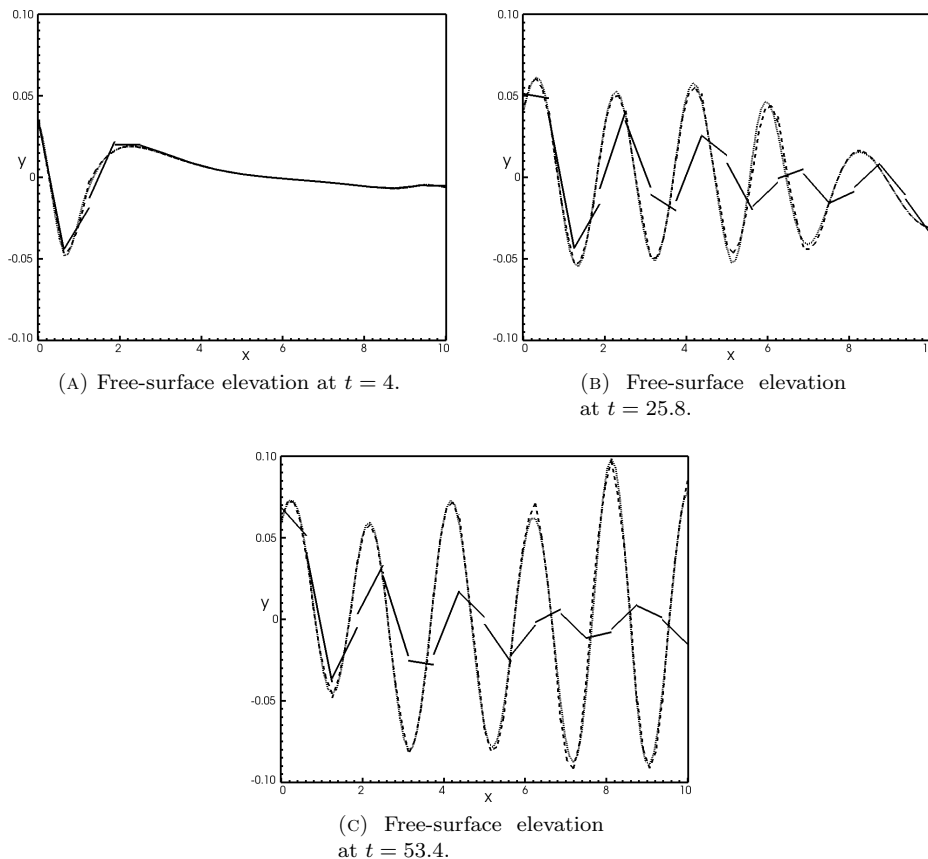 0.10
0.05
y
0
-0.05
-0.10
0 2 4 6 8 10
x
(A) Free-surface elevation at t = 4.
0.10
0.05
y
0
-0.05
-0.10
0 2 4 6 8
x
(B) Free-surface elevation
at t = 25.8.
0.10
0.05
y
0
-0.05
-0.10
0 2 4 6 8 10
x
(C) Free-surface elevation
at t = 53.4.